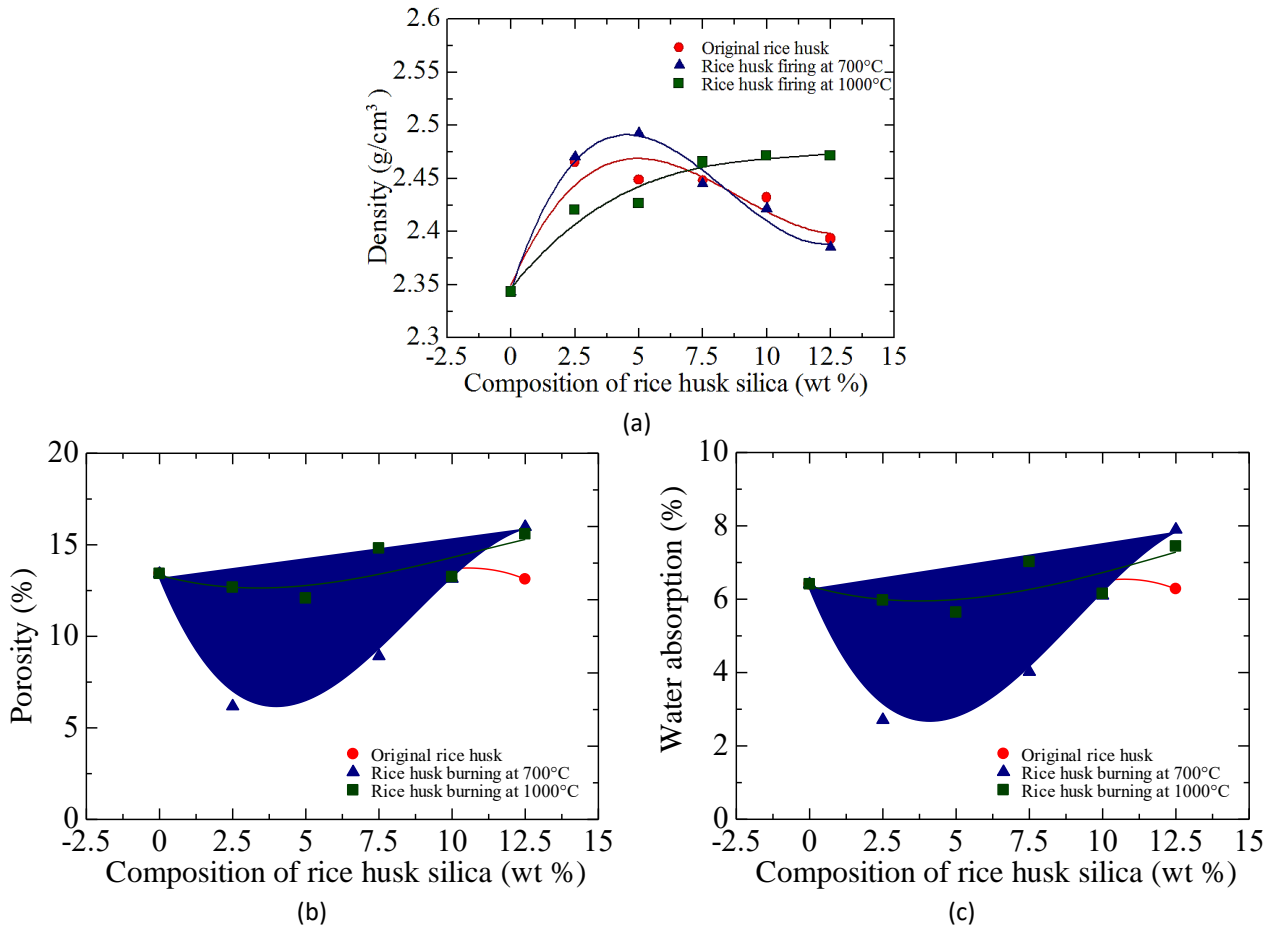 2.6
2.55
2.5
2.45
2.4
2.35
2.3
Density (g/cm³)
Original rice husk
Rice husk firing at 700°C
Rice husk firing at 1000°C
-2.5 0 2.5 5 7.5 10 12.5 15
Composition of rice husk silica (wt %)
(a)
20
15
10
5
0
Porosity (%)
Original rice husk
Rice husk burning at 700°C
Rice husk burning at 1000°C
-2.5 0 2.5 5 7.5 10 12.5 15
Composition of rice husk silica (wt %)
(b)
10
8
6
4
2
0
Water absorption (%)
Original rice husk
Rice husk burning at 700°C
Rice husk burning at 1000°C
-2.5 0 2.5 5 7.5 10 12.5 15
Composition of rice husk silica (wt %)
(c)